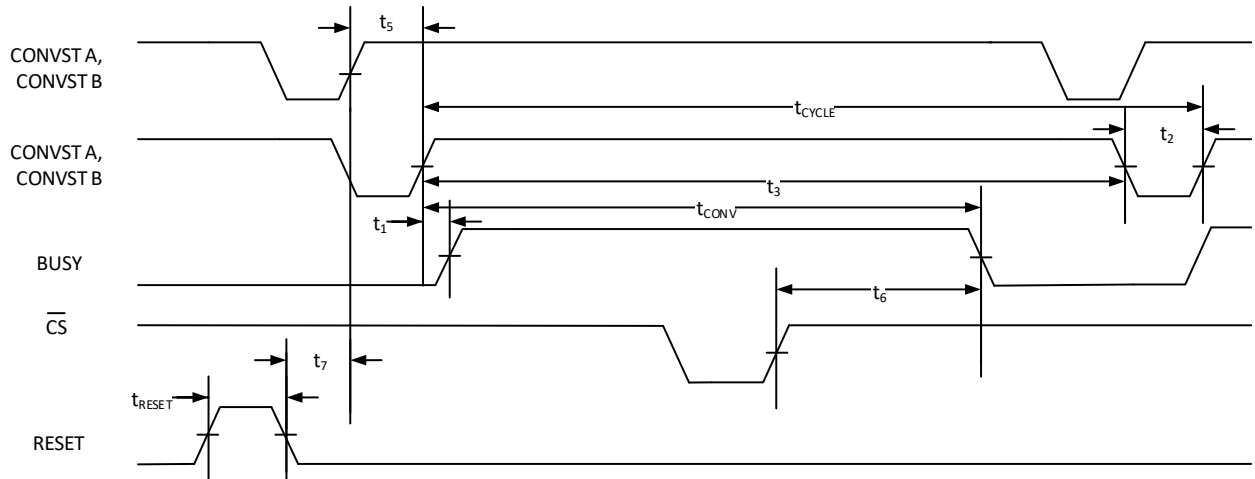 t5
CONVST A,
CONVST B
tCYCLE
t2
CONVST A,
CONVST B
t3
tCONV
t1
BUSY
t6
CS
t7
tRESET
RESET